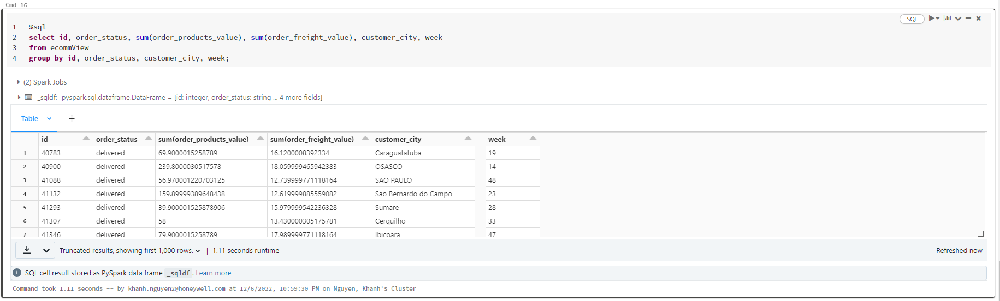 Cmd 16
SQL
1 %sql
2 select id, order_status, sum(order_products_value), sum(order_freight_value), customer_city, week
3 from ecommView
4 group by id, order_status, customer_city, week;
(2) Spark Jobs
_sqldf: pyspark.sql.dataframe.DataFrame = [id: integer, order_status: string ... 4 more fields]
Table +
id order_status sum(order_products_value) sum(order_freight_value) customer_city week
1 40783 delivered 69.9000015258789 16.1200008392334 Caraguatatuba 19
2 40900 delivered 239.8000030517578 18.059999465942383 OSASCO 14
3 41088 delivered 56.970001220703125 12.739999771118164 SAO PAULO 48
4 41132 delivered 159.89999389648438 12.619999885559082 Sao Bernardo do Campo 23
5 41293 delivered 39.900001525878906 15.979999542236328 Sumare 28
6 41307 delivered 58 13.430000305175781 Cerquilho 33
7 41346 delivered 79.9000015258789 17.989999771118164 Ibicoara 47
Truncated results, showing first 1,000 rows. | 1.11 seconds runtime Refreshed now
SQL cell result stored as PySpark data frame _sqldf. Learn more
Command took 1.11 seconds -- by khanh.nguyen2@honeywell.com at 12/6/2022, 10:59:30 PM on Nguyen, Khanh's Cluster